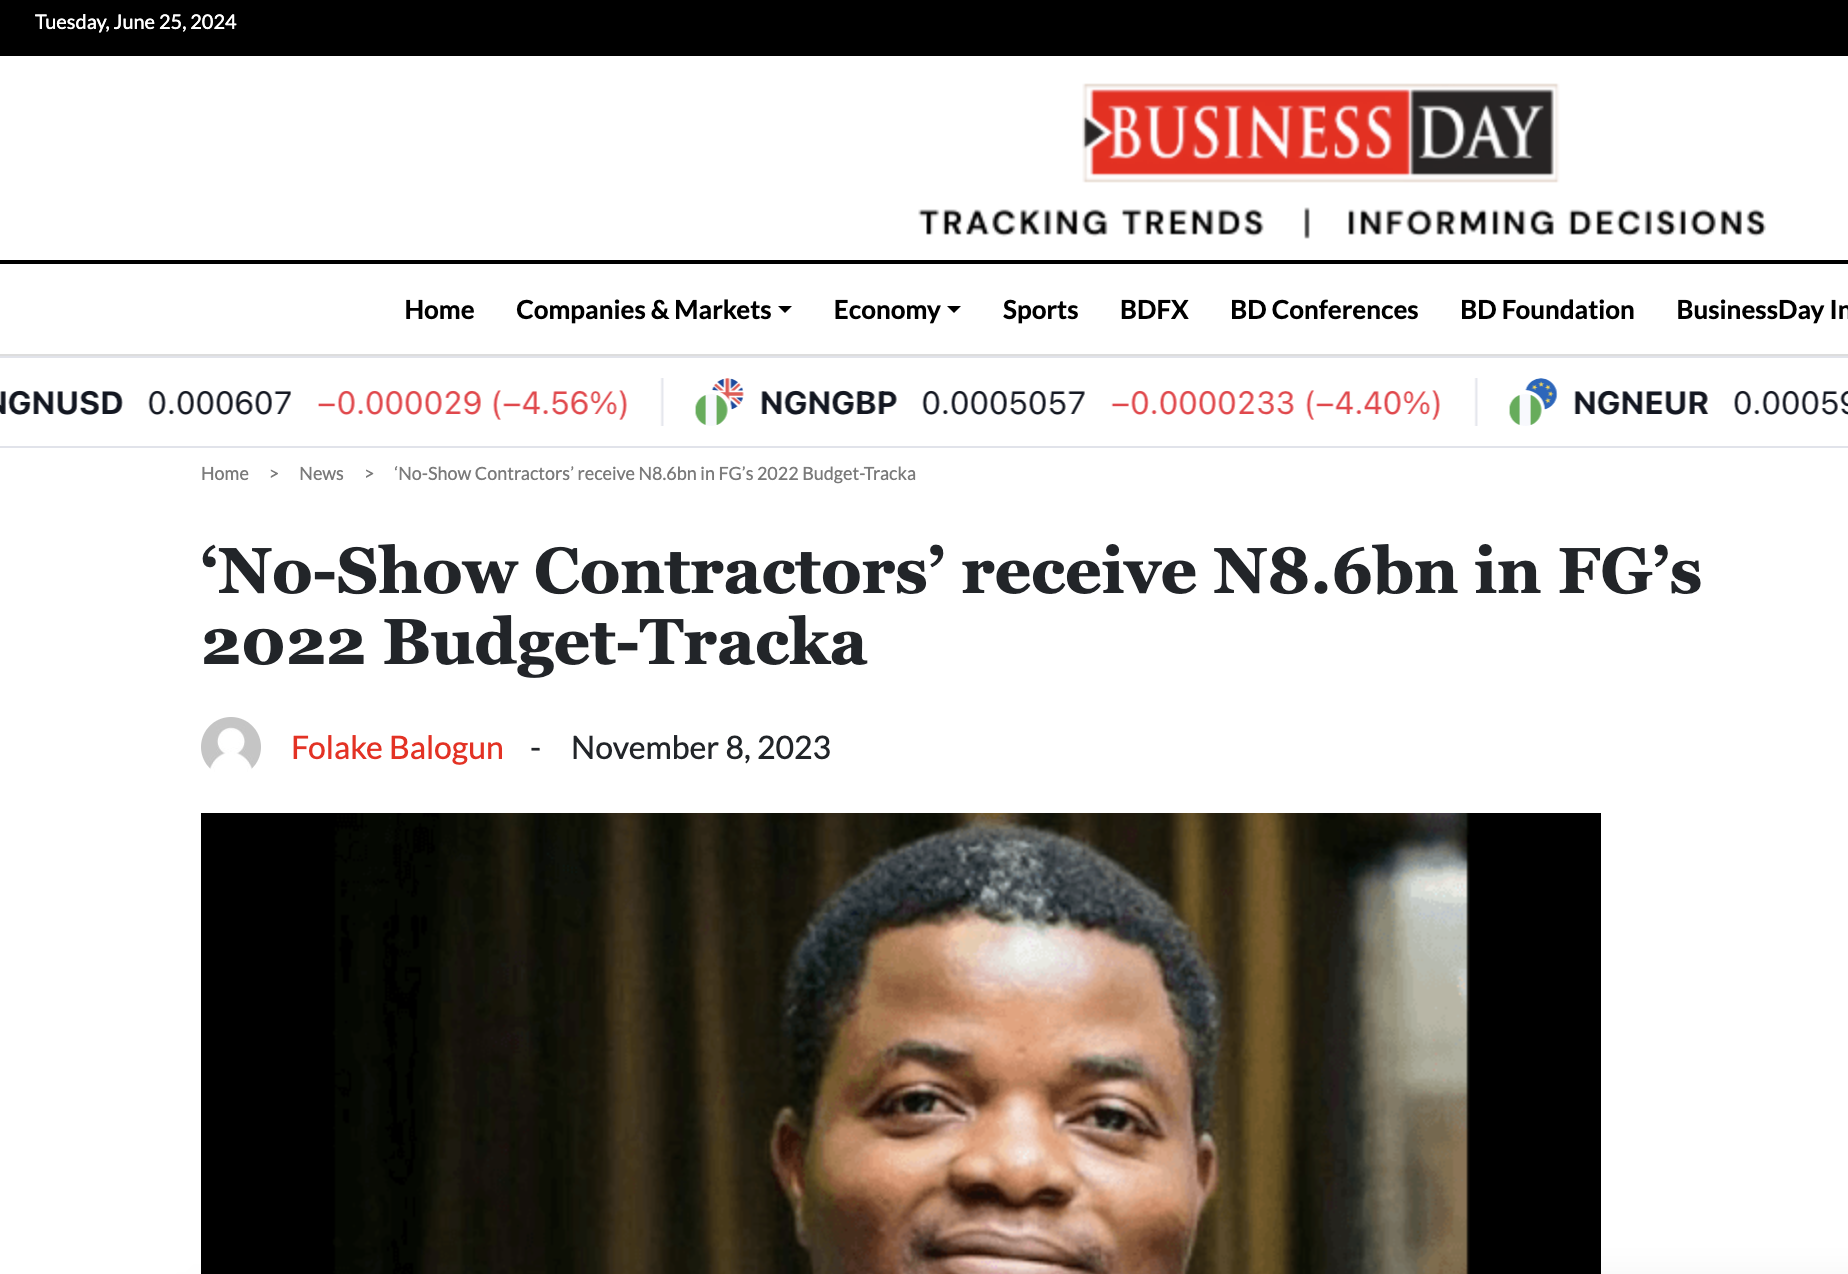 Tuesday, June 25, 2024
BUSINESS DAY
TRACKING TRENDS | INFORMING DECISIONS
Home Companies & Markets Economy Sports BDFX BD Conferences BD Foundation BusinessDay
NGNUSD 0.000607 −0.000029 (−4.56%) NGNGBP 0.0005057 −0.0000233 (−4.40%) NGNEUR 0.00059
Home > News > ‘No-Show Contractors’ receive N8.6bn in FG’s 2022 Budget-Tracka
‘No-Show Contractors’ receive N8.6bn in FG’s
2022 Budget-Tracka
Folake Balogun - November 8, 2023